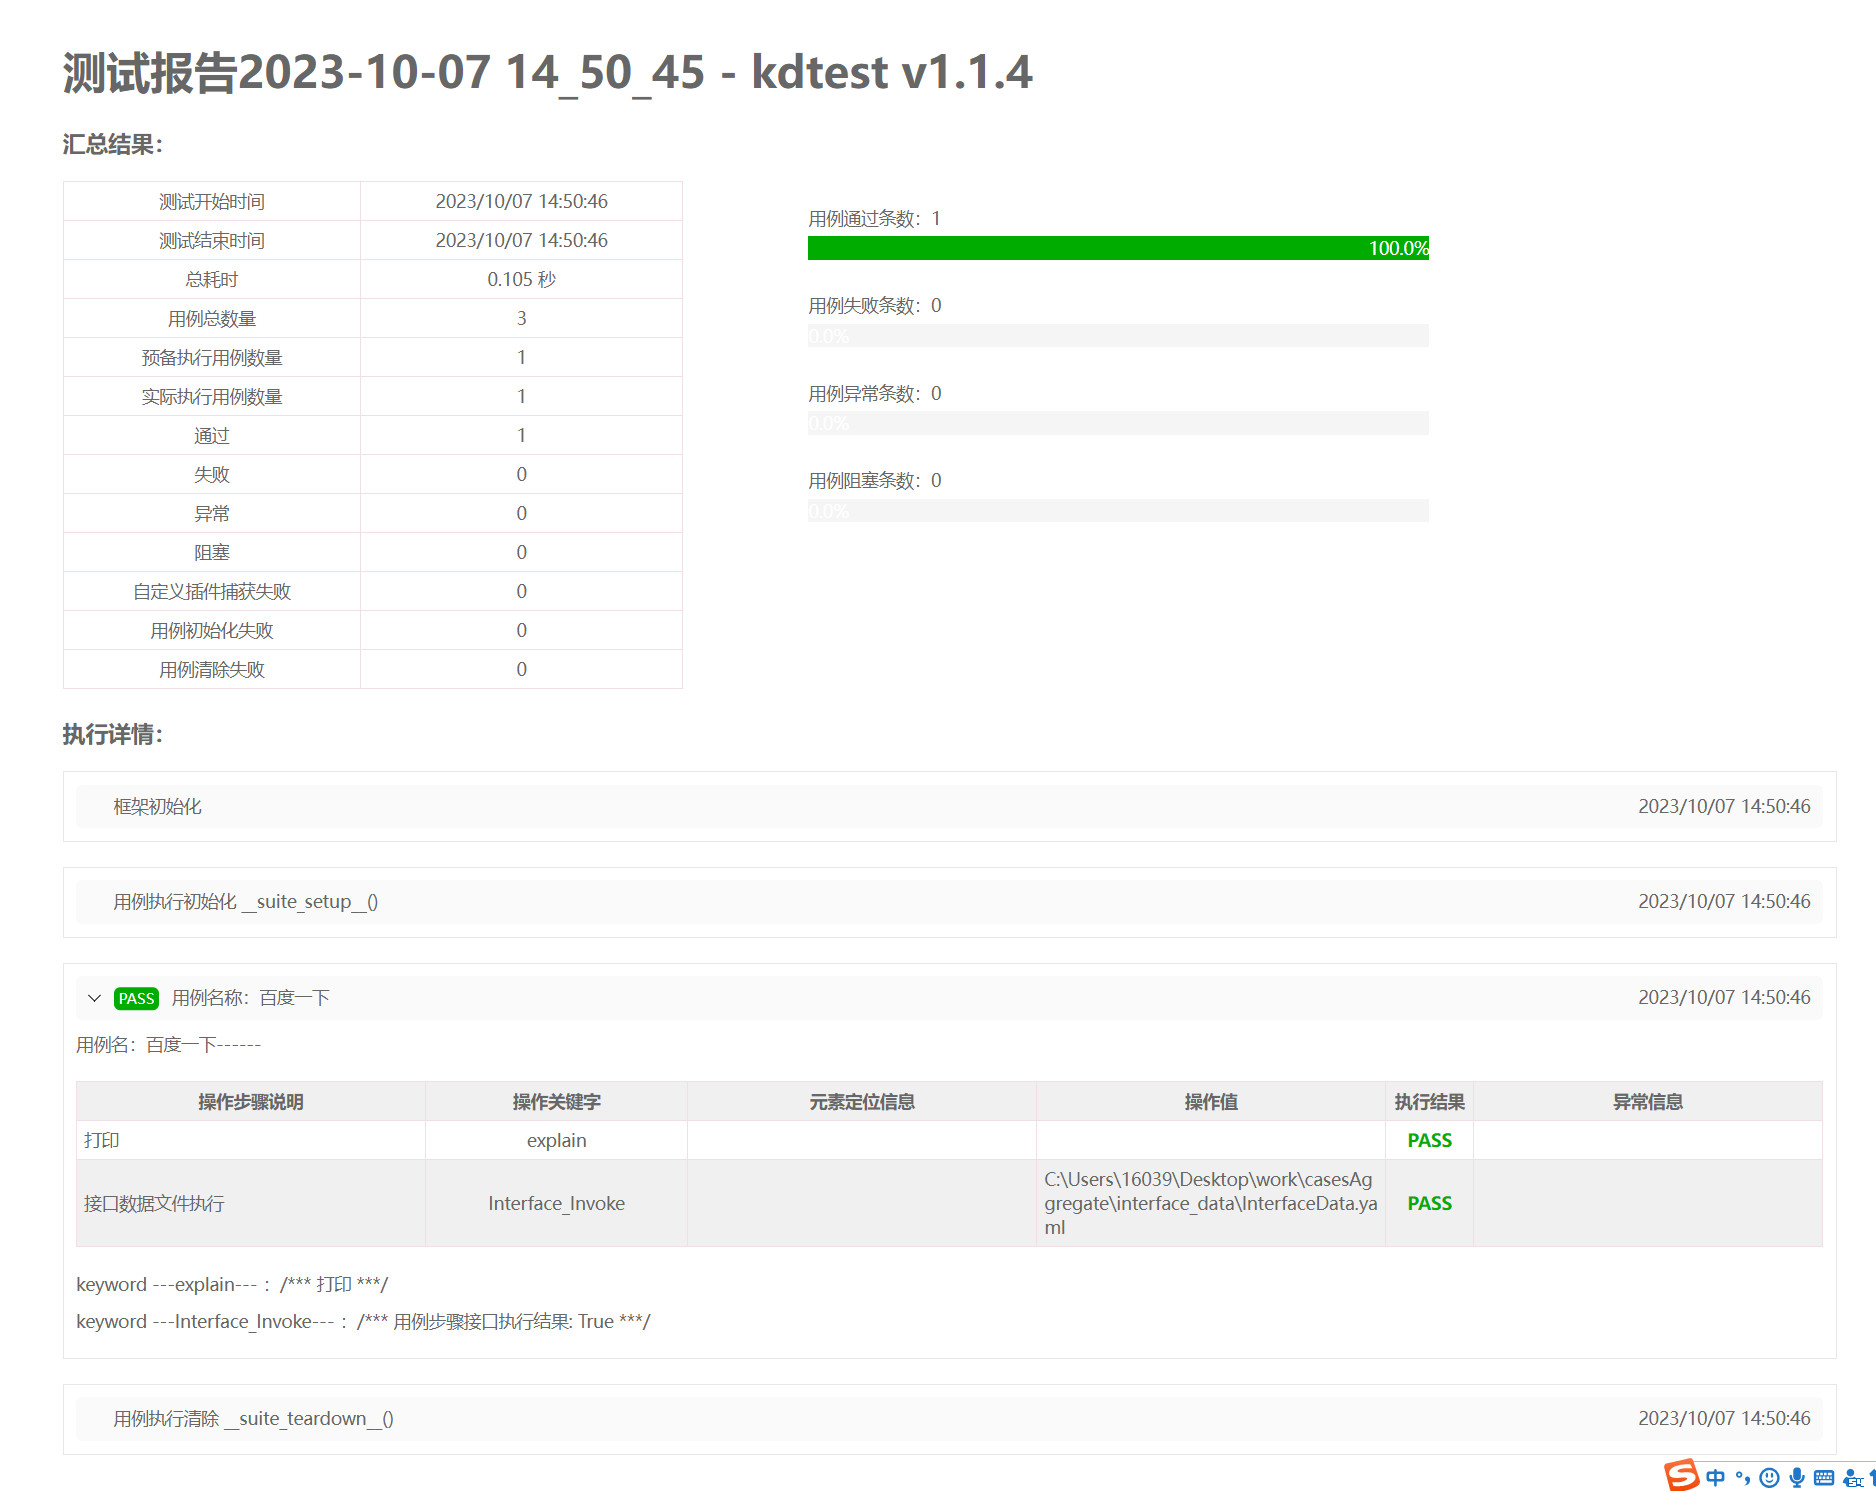 测试报告2023-10-07 14_50_45 - kdtest v1.1.4
汇总结果：
测试开始时间 2023/10/07 14:50:46
测试结束时间 2023/10/07 14:50:46
总耗时 0.105 秒
用例总数量 3
预备执行用例数量 1
实际执行用例数量 1
通过 1
失败 0
异常 0
阻塞 0
自定义插件捕获失败 0
用例初始化失败 0
用例清除失败 0
用例通过条数：1
100.0%
用例失败条数：0
0.0%
用例异常条数：0
0.0%
用例阻塞条数：0
0.0%
执行详情：
框架初始化 2023/10/07 14:50:46
用例执行初始化 __suite_setup__() 2023/10/07 14:50:46
PASS 用例名称：百度一下 2023/10/07 14:50:46
用例名：百度一下------
操作步骤说明 操作关键字 元素定位信息 操作值 执行结果 异常信息
打印 explain PASS
接口数据文件执行 Interface_Invoke C:\Users\16039\Desktop\work\casesAg
gregate\interface_data\InterfaceData.ya
ml PASS
keyword ---explain--- ：/*** 打印 ***/
keyword ---Interface_Invoke--- ：/*** 用例步骤接口执行结果: True ***/
用例执行清除 __suite_teardown__() 2023/10/07 14:50:46
中